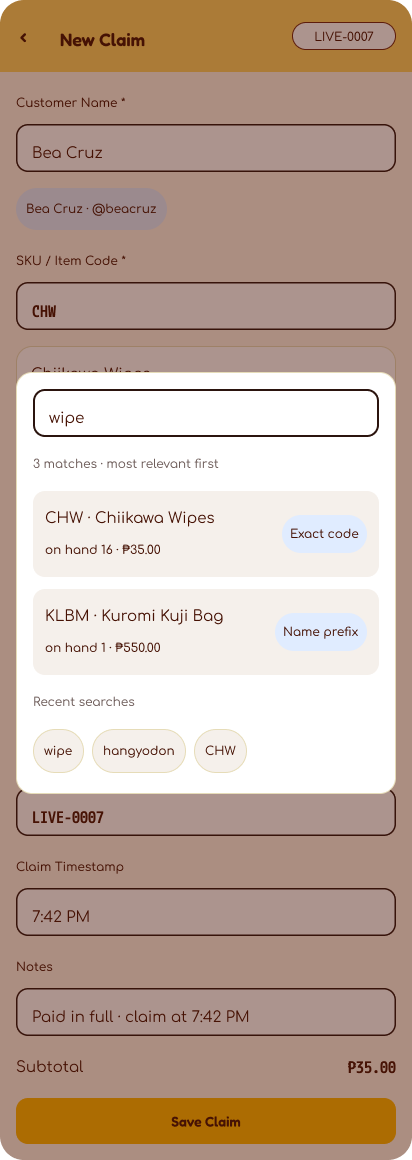 ‹ New Claim LIVE-0007
Customer Name *
Bea Cruz
Bea Cruz · @beacruz
SKU / Item Code *
CHW
Chiikawa Wipes
wipe
3 matches · most relevant first
CHW · Chiikawa Wipes
on hand 16 · ₱35.00
Exact code
KLBM · Kuromi Kuji Bag
on hand 1 · ₱550.00
Name prefix
Recent searches
wipe hangyodon CHW
LIVE-0007
Claim Timestamp
7:42 PM
Notes
Paid in full · claim at 7:42 PM
Subtotal ₱35.00
Save Claim